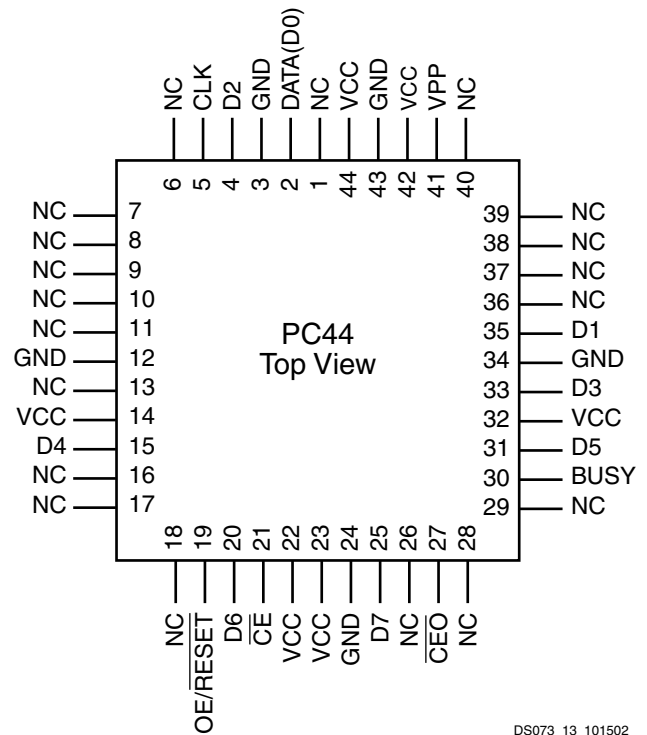 NC
CLK
D2
GND
DATA(D0)
NC
VCC
GND
VCC
VPP
NC
6
5
4
3
2
1
44
43
42
41
40
NC 7
NC 8
NC 9
NC 10
NC 11
GND 12
NC 13
VCC 14
D4 15
NC 16
NC 17
PC44
Top View
39 NC
38 NC
37 NC
36 NC
35 D1
34 GND
33 D3
32 VCC
31 D5
30 BUSY
29 NC
18
19
20
21
22
23
24
25
26
27
28
NC
OE/RESET
D6
CE
VCC
VCC
GND
D7
NC
CEO
NC
DS073_13_101502